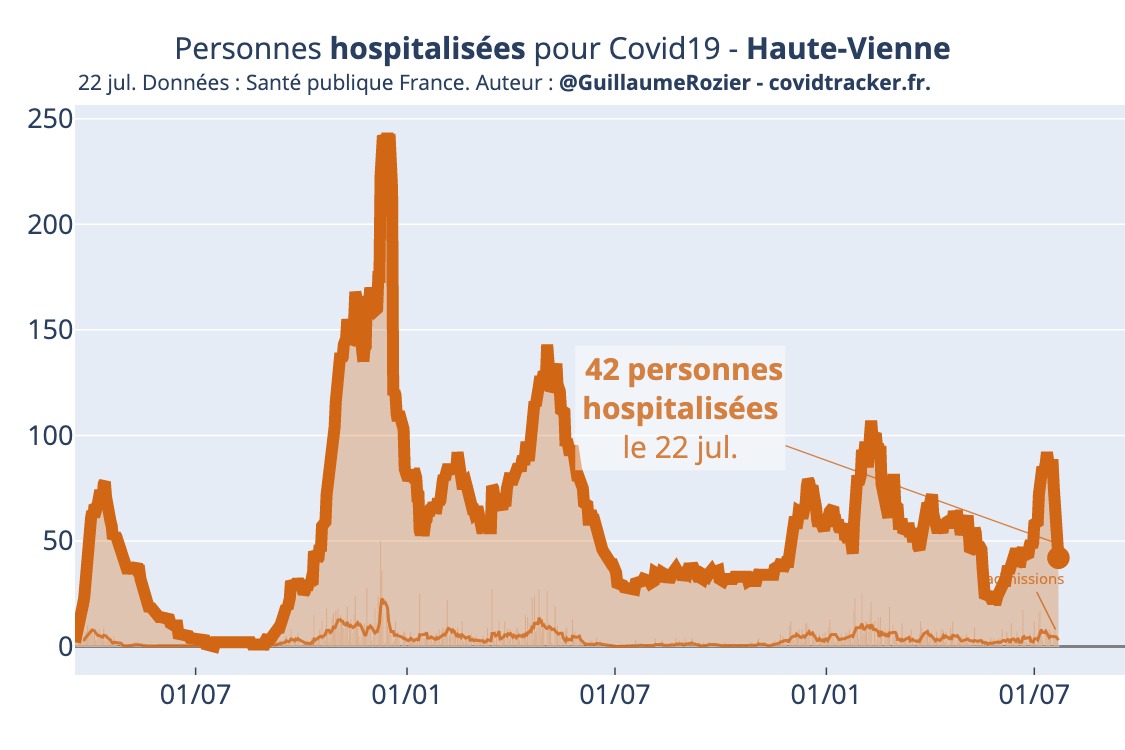 Personnes hospitalisées pour Covid19 - Haute-Vienne
22 jul. Données : Santé publique France. Auteur : @GuillaumeRozier - covidtracker.fr.
250
200
150
100
50
0
42 personnes
hospitalisées
le 22 jul.
admissions
01/07
01/01
01/07
01/01
01/07